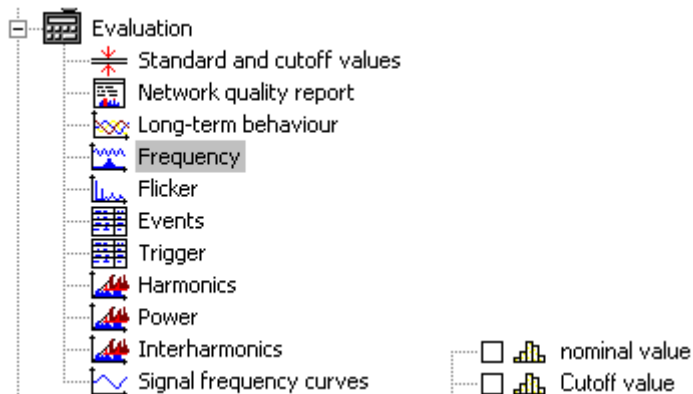 Evaluation
Standard and cutoff values
Network quality report
Long-term behaviour
Frequency
Flicker
Events
Trigger
Harmonics
Power
Interharmonics
Signal frequency curves
nominal value
Cutoff value